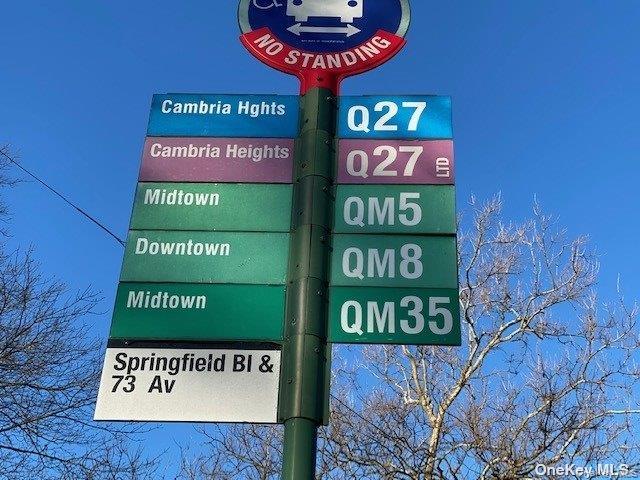 NO STANDING
Cambria Hghts Q27
Cambria Heights Q27 LTD
Midtown QM5
Downtown QM8
Midtown QM35
Springfield Bl &
73 Av
OneKey MLS